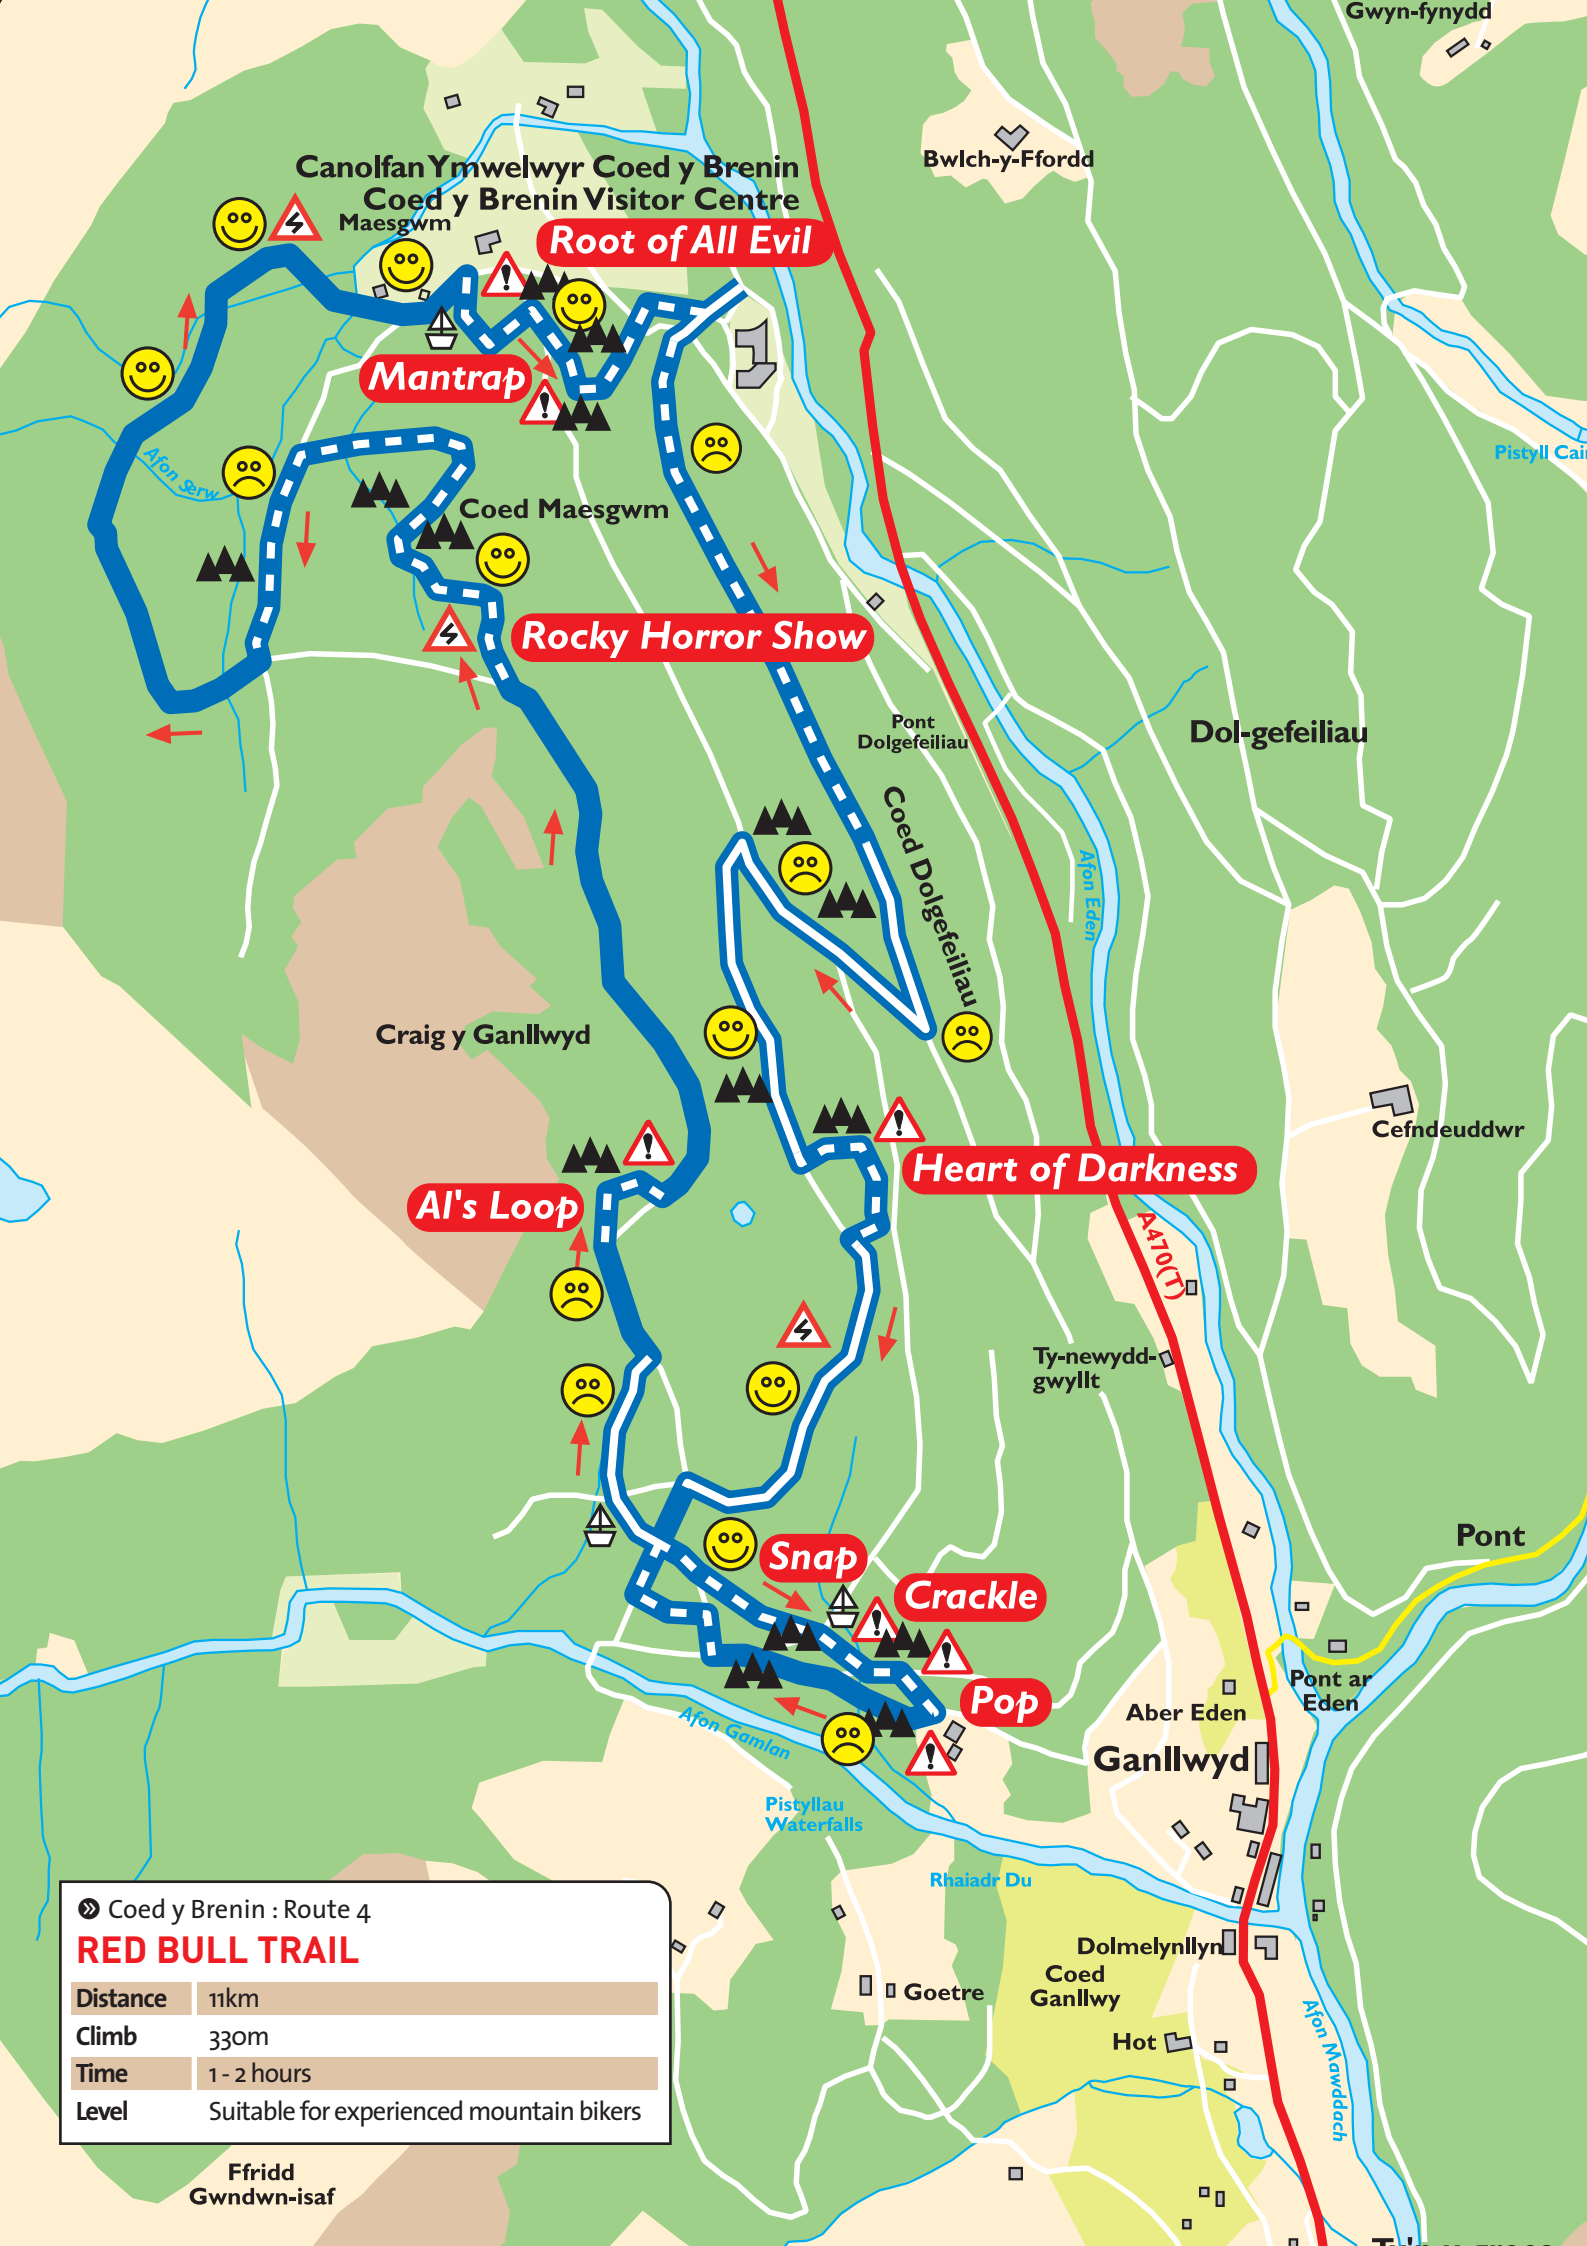 Gwyn-fynydd
Bwlch-y-Ffordd
Canolfan Ymwelwyr Coed y Brenin
Coed y Brenin Visitor Centre
Maesgwm
Root of All Evil
Mantrap
Afon Serw
Pistyll Cain
Coed Maesgwm
Rocky Horror Show
Pont
Dolgefeiliau
Dol-gefeiliau
Coed Dolgefeiliau
Afon Eden
Craig y Ganllwyd
Cefndeuddwr
Heart of Darkness
Al's Loop
A470(T)
Ty-newydd-
gwyllt
Snap
Crackle
Pop
Pont
Pont ar
Eden
Aber Eden
Ganllwyd
Afon Gamlan
Pistyllau
Waterfalls
Rhaiadr Du
Dolmelynllyn
Coed
Ganllwy
Goetre
Hot
Afon Mawddach
Coed y Brenin : Route 4
RED BULL TRAIL
Distance 11km
Climb 330m
Time 1 - 2 hours
Level Suitable for experienced mountain bikers
Ffridd
Gwndwn-isaf